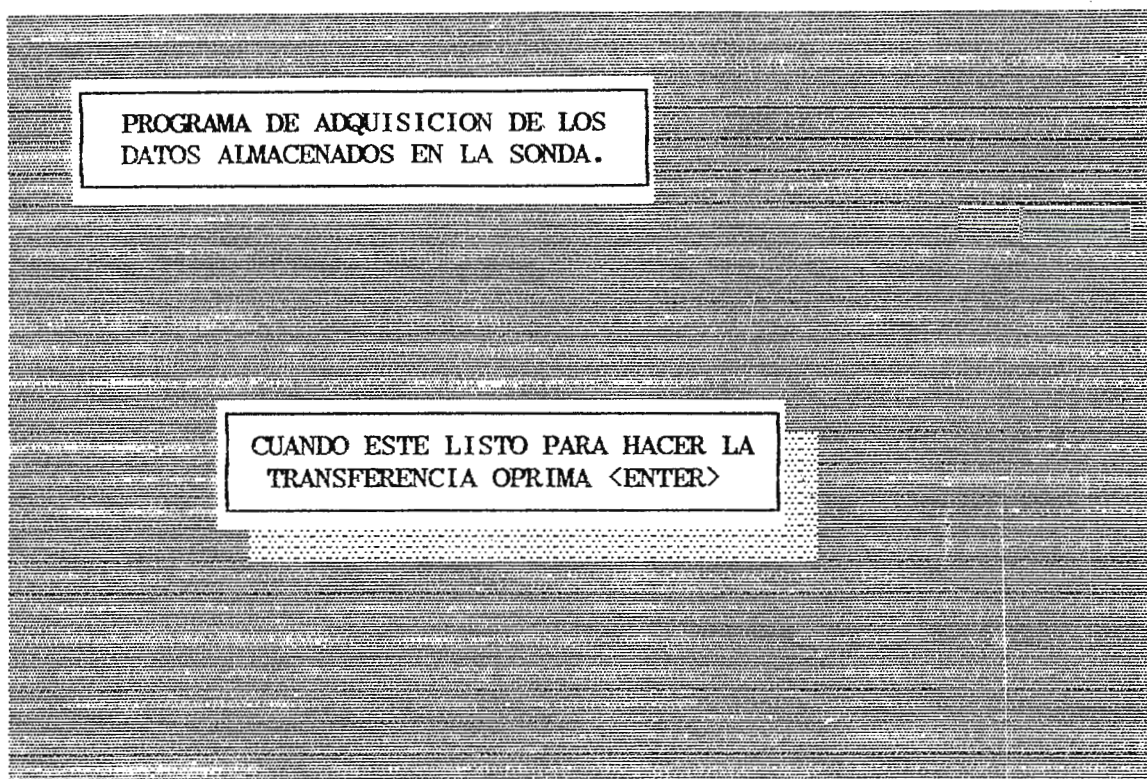 PROGRAMA DE ADQUISICION DE LOS
DATOS ALMACENADOS EN LA SONDA.
CUANDO ESTE LISTO PARA HACER LA
TRANSFERENCIA OPRIMA <ENTER>